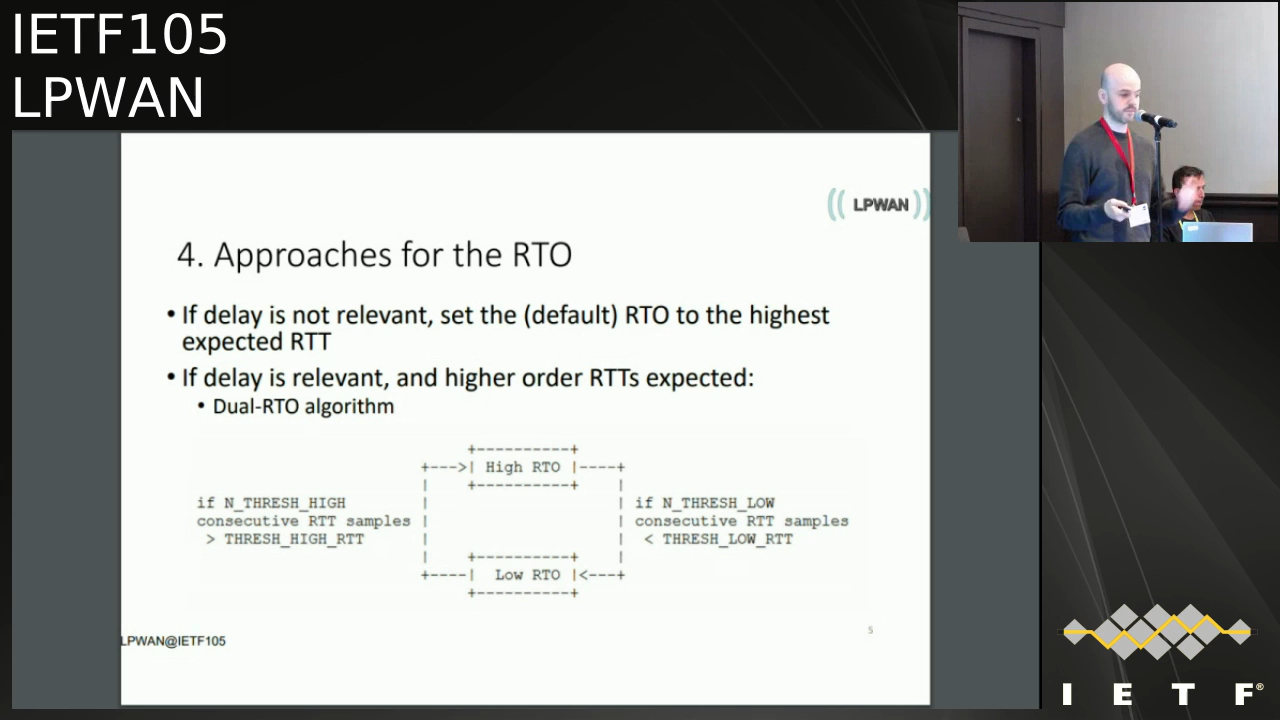 IETF105
LPWAN
(( LPWAN ))
4. Approaches for the RTO
• If delay is not relevant, set the (default) RTO to the highest
expected RTT
• If delay is relevant, and higher order RTTs expected:
• Dual-RTO algorithm
+----------+
+--->| High RTO |----+
| +----------+ |
if N_THRESH_HIGH | | if N_THRESH_LOW
consecutive RTT samples | | consecutive RTT samples
> THRESH_HIGH_RTT | | < THRESH_LOW_RTT
| +----------+ |
+----| Low RTO |<---+
+----------+
5
LPWAN@IETF105
I E T F®